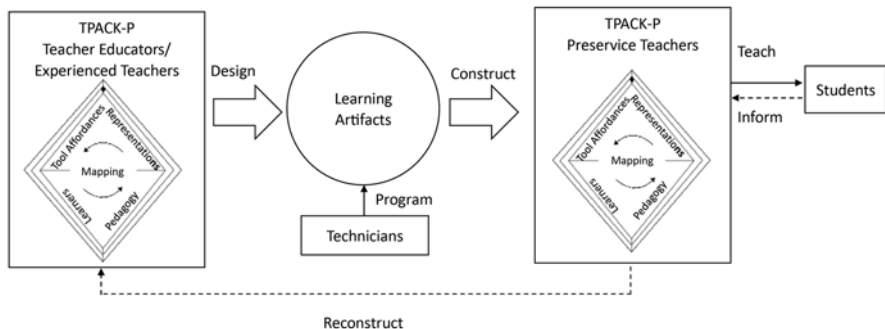 TPACK-P
Teacher Educators/
Experienced Teachers
Tool Affordances
Representations
Mapping
Learners
Pedagogy
Design
Learning
Artifacts
Program
Technicians
Construct
TPACK-P
Preservice Teachers
Tool Affordances
Representations
Mapping
Learners
Pedagogy
Teach
Inform
Students
Reconstruct